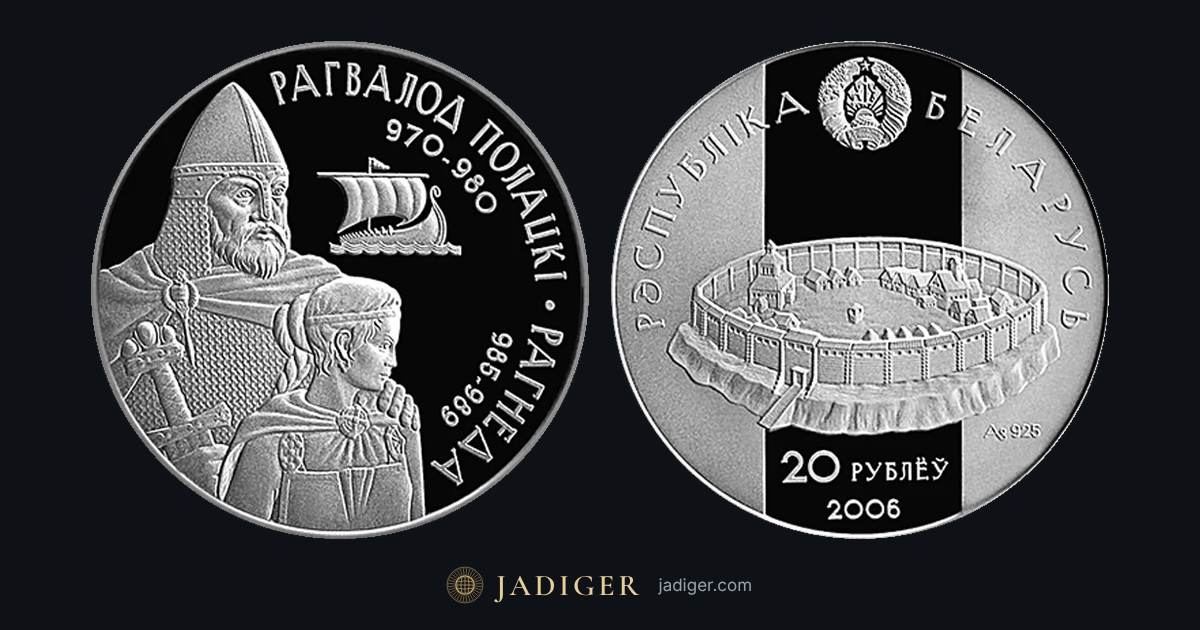 РАГВАЛОД ПОЛАЦКІ • РАГНЕДА
970-980
985-989
РЭСПУБЛІКА БЕЛАРУСЬ
Ag 925
20 РУБЛЁЎ
2006
JADIGER jadiger.com